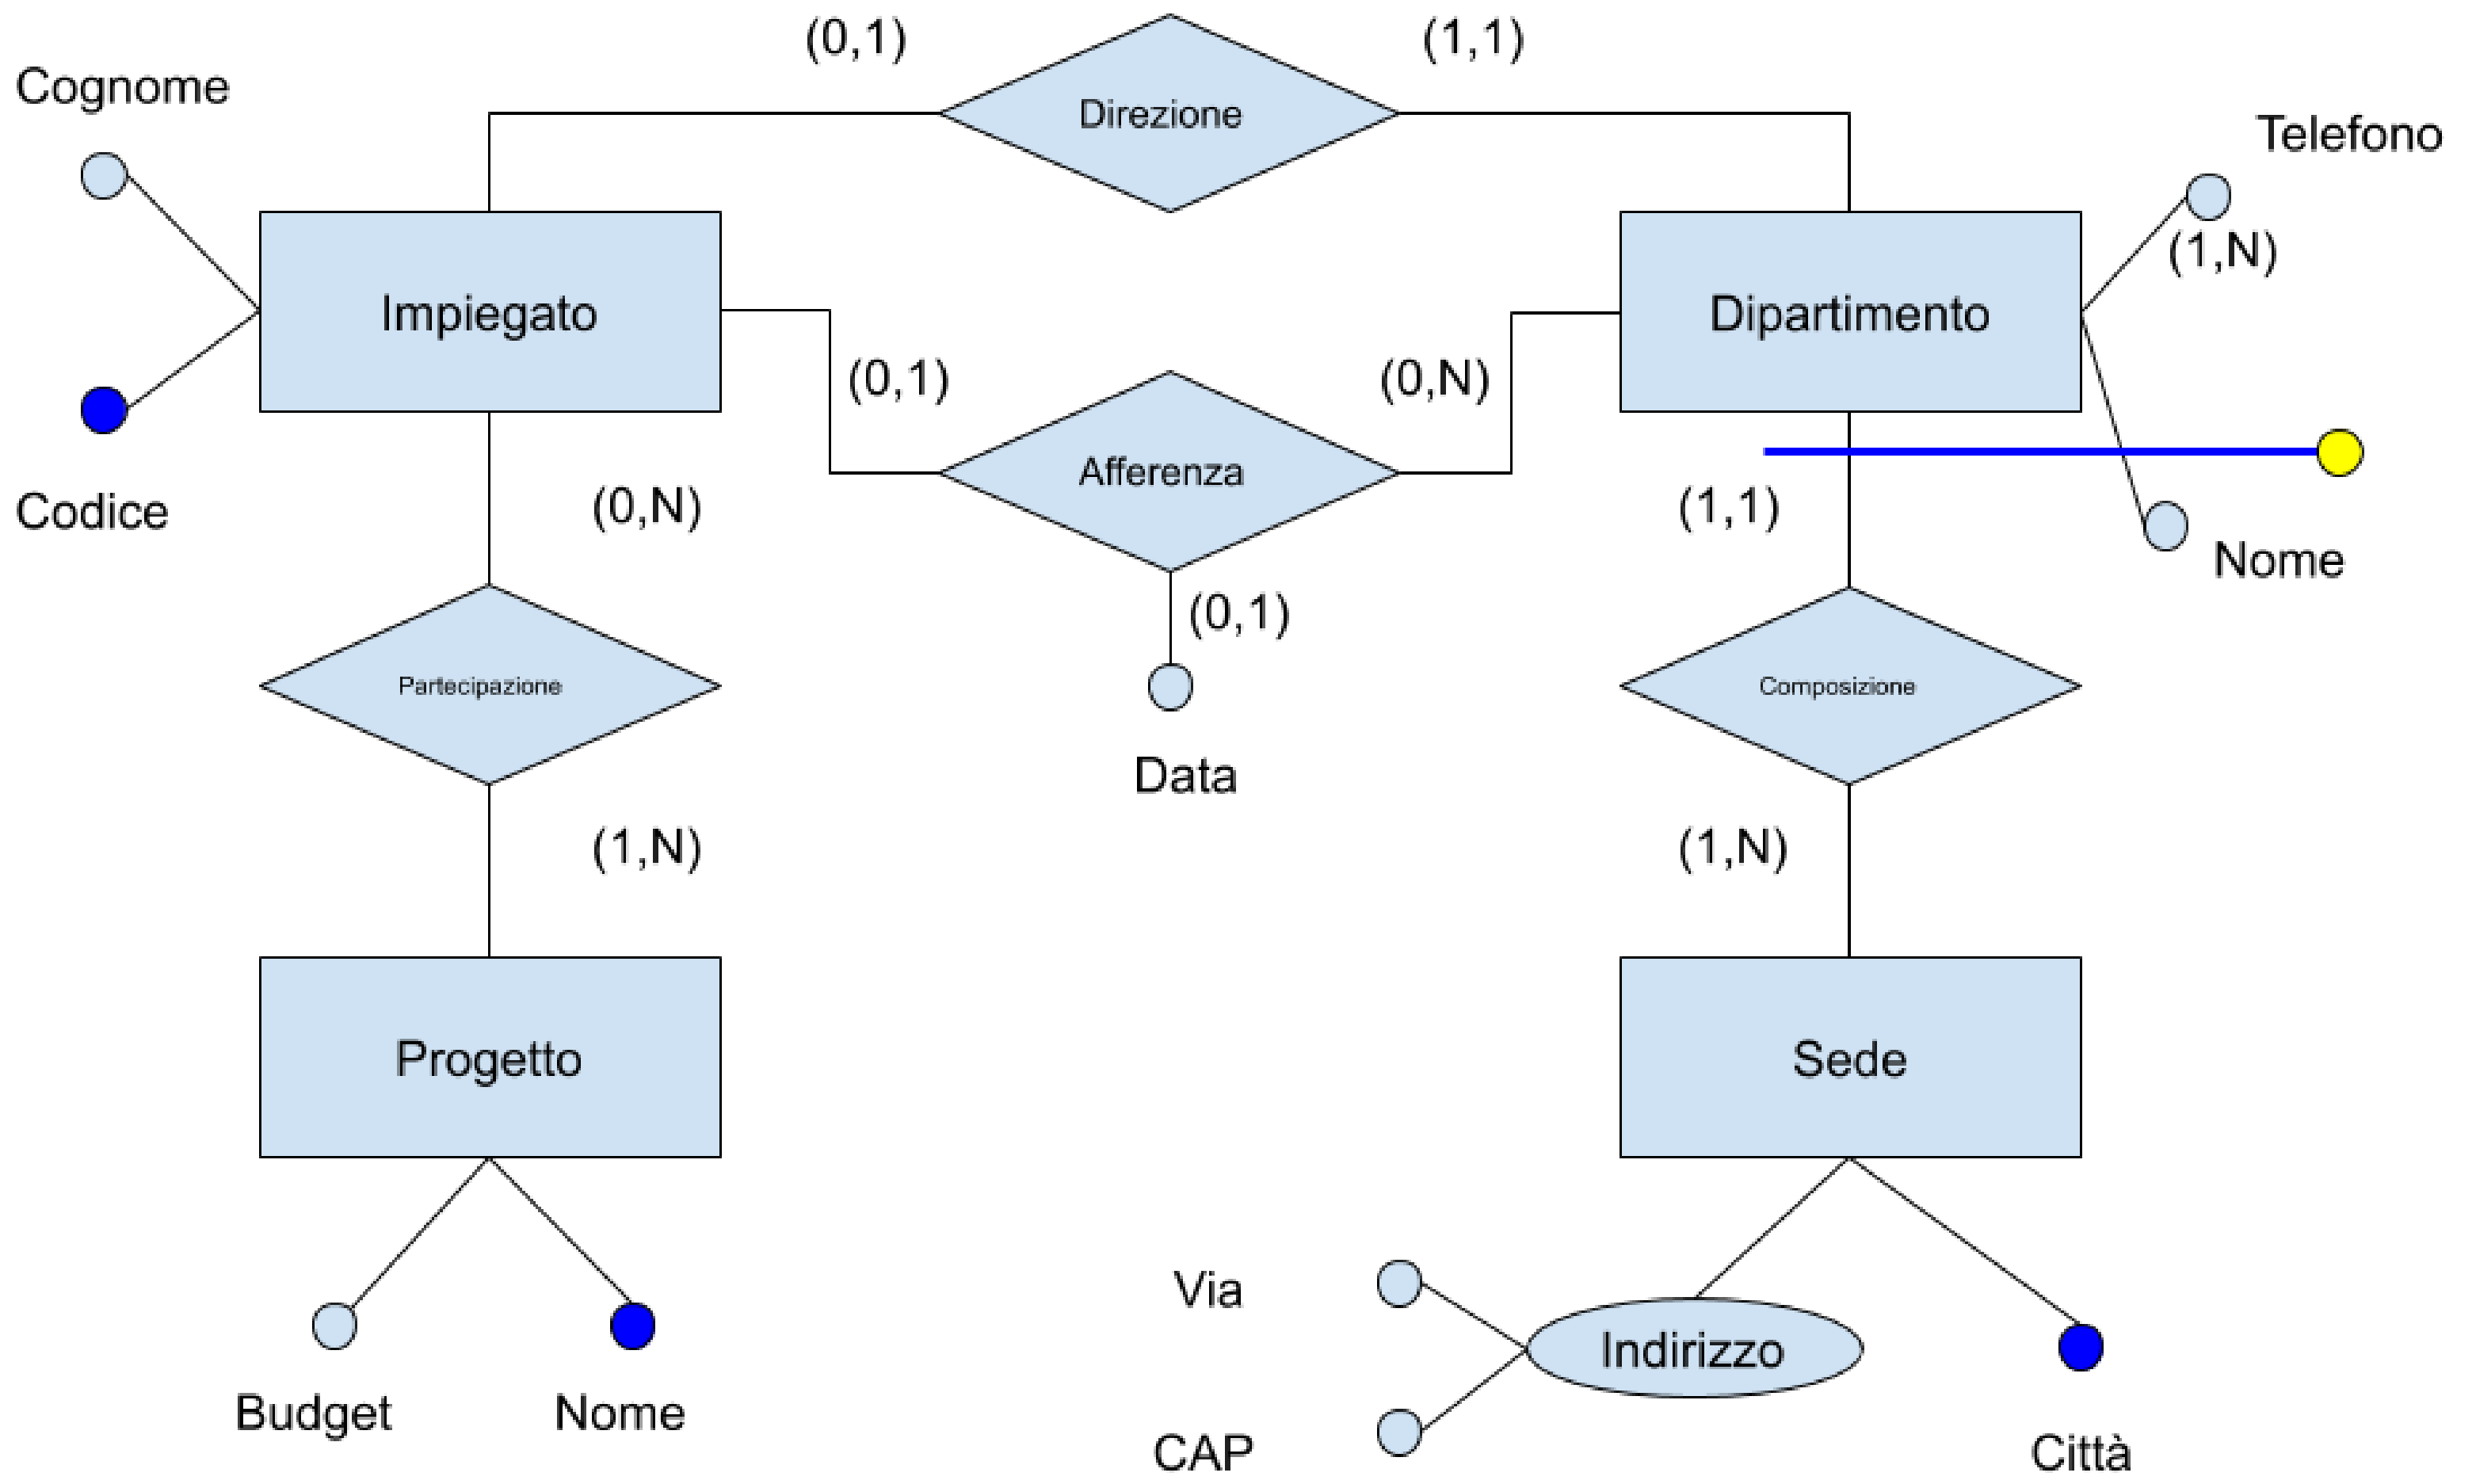 (0,1)
(1,1)
Cognome
Direzione
Telefono
(1,N)
Impiegato
Dipartimento
(0,1)
(0,N)
Afferenza
Codice
(0,N)
(1,1)
Nome
(0,1)
Partecipazione
Composizione
Data
(1,N)
(1,N)
Progetto
Sede
Via
Indirizzo
Budget
Nome
CAP
Città